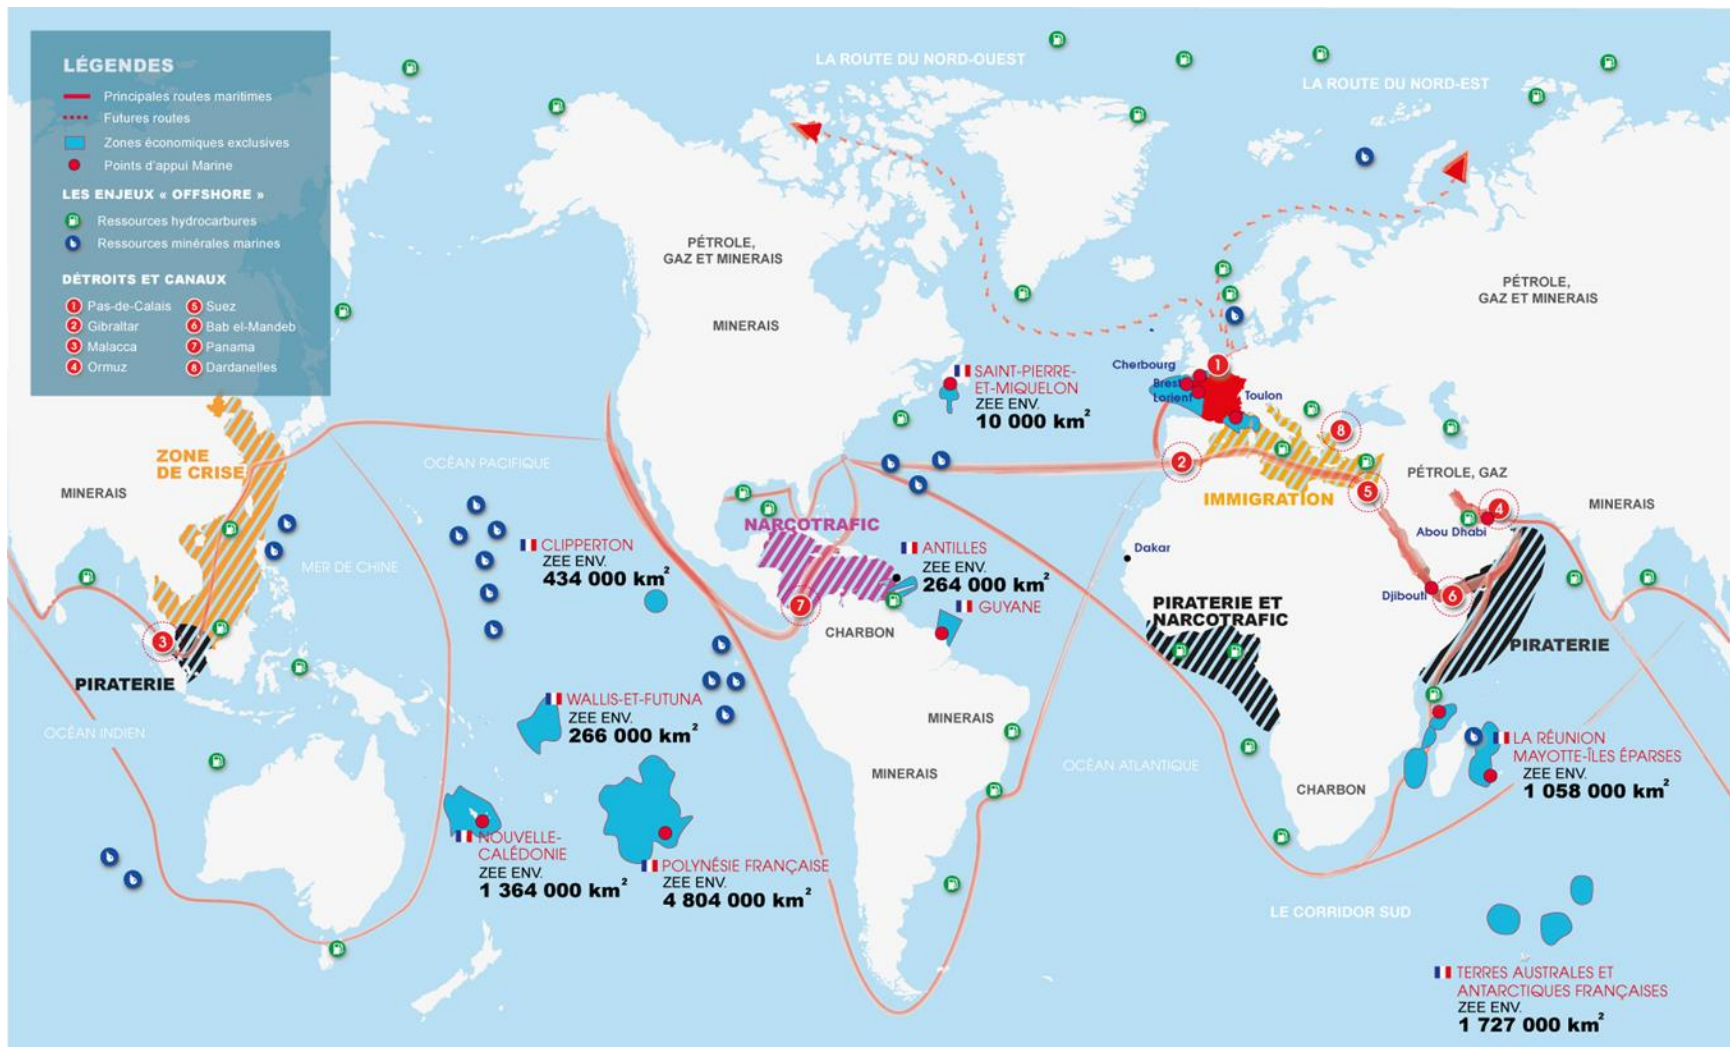 LÉGENDES
Principales routes maritimes
Futures routes
Zones économiques exclusives
Points d'appui Marine
LES ENJEUX « OFFSHORE »
Ressources hydrocarbures
Ressources minérales marines
DÉTROITS ET CANAUX
1 Pas-de-Calais
2 Gibraltar
3 Malacca
4 Ormuz
5 Suez
6 Bab el-Mandeb
7 Panama
8 Dardanelles
LA ROUTE DU NORD-OUEST
LA ROUTE DU NORD-EST
PÉTROLE,
GAZ ET MINERAIS
MINERAIS
PÉTROLE,
GAZ ET MINERAIS
Cherbourg
1
Brest
Lorient
Toulon
SAINT-PIERRE-
ET-MIQUELON
ZEE ENV.
10 000 km²
8
2
ZONE
DE CRISE
MINERAIS
OCÉAN PACIFIQUE
PÉTROLE, GAZ
5
IMMIGRATION
4
MINERAIS
Abou Dhabi
NARCOTRAFIC
CLIPPERTON
ZEE ENV.
434 000 km²
ANTILLES
ZEE ENV.
264 000 km²
Dakar
MER DE CHINE
Djibouti
6
7
GUYANE
PIRATERIE ET
NARCOTRAFIC
CHARBON
3
PIRATERIE
PIRATERIE
WALLIS-ET-FUTUNA
ZEE ENV.
266 000 km²
MINERAIS
OCÉAN INDIEN
LA RÉUNION
MAYOTTE-ÎLES ÉPARSES
ZEE ENV.
1 058 000 km²
OCÉAN ATLANTIQUE
MINERAIS
CHARBON
NOUVELLE-
CALÉDONIE
ZEE ENV.
1 364 000 km²
POLYNÉSIE FRANÇAISE
ZEE ENV.
4 804 000 km²
LE CORRIDOR SUD
TERRES AUSTRALES ET
ANTARCTIQUES FRANÇAISES
ZEE ENV.
1 727 000 km²